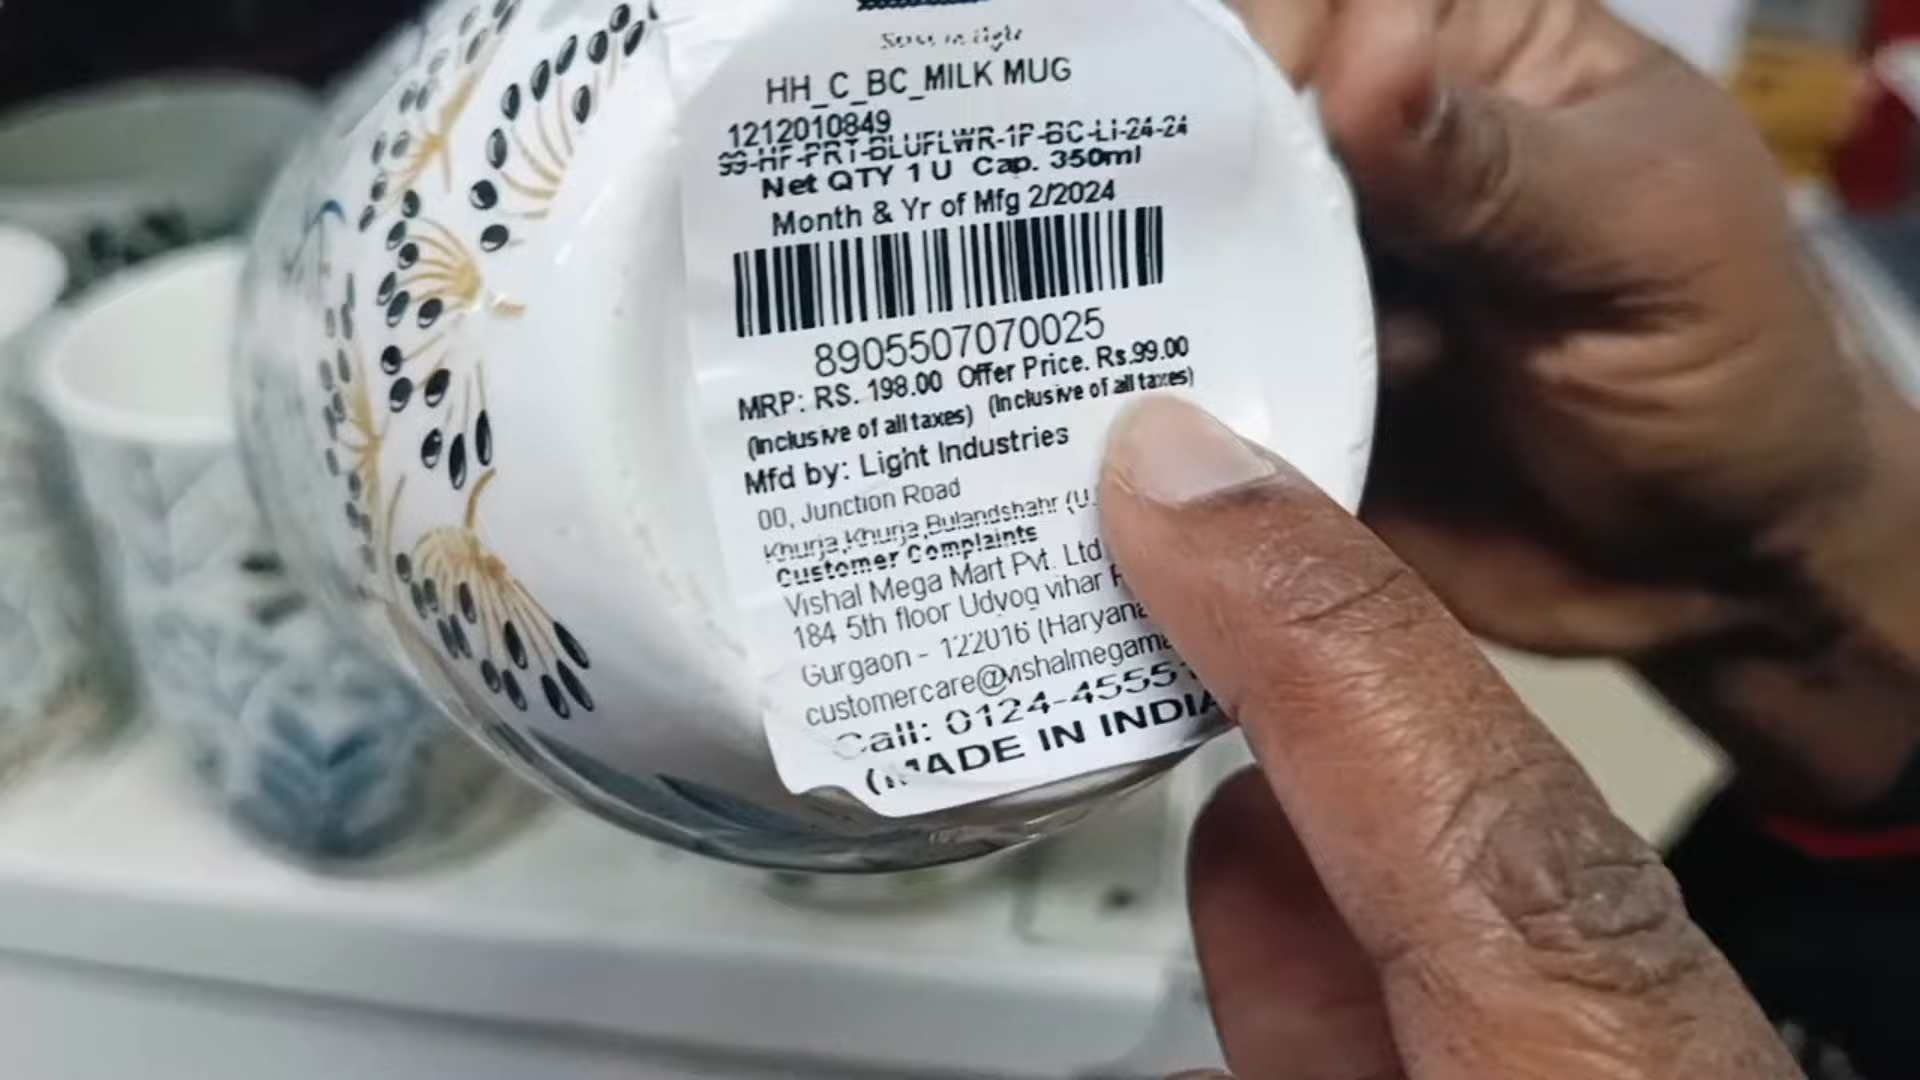 HH_C_BC_MILK MUG
1212010849
99-HF-PRT-BLUFLWR-1P-BC-LI-24-24
Net QTY 1 U Cap. 350ml
Month & Yr of Mfg 2/2024
8905507070025
MRP: RS. 198.00 Offer Price. Rs.99.00
(Inclusive of all taxes) (Inclusive of all taxes)
Mfd by: Light Industries
00, Junction Road
Khurja,Khurja,Bulandshahr (U.
Customer Complaints
Vishal Mega Mart Pvt. Ltd
184 5th floor Udyog vihar
Gurgaon - 122016 (Haryana
customercare@vishalmegama
Call: 0124-4555
(MADE IN INDIA